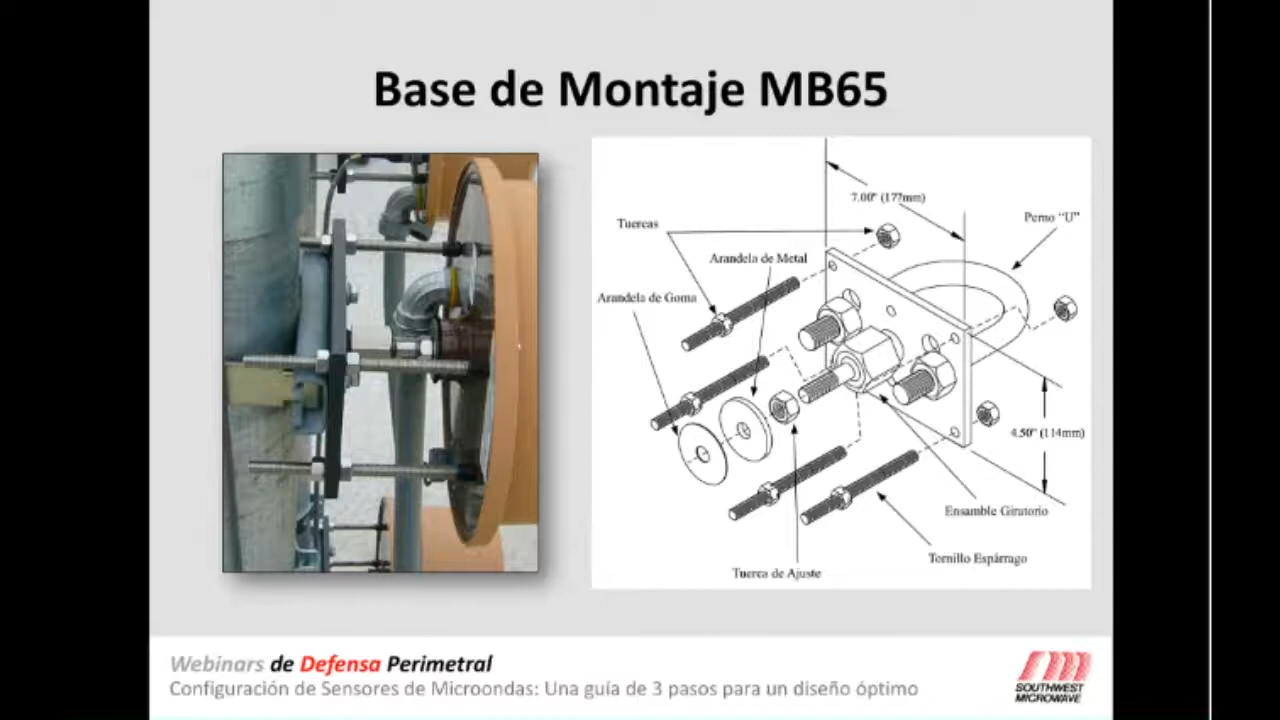 Base de Montaje MB65
7.00" (177mm)
Perno "U"
Tuercas
Arandela de Metal
Arandela de Goma
4.50" (114mm)
Ensamble Giratorio
Tornillo Espárrago
Tuerca de Ajuste
Webinars de Defensa Perimetral
Configuración de Sensores de Microondas: Una guía de 3 pasos para un diseño óptimo
SOUTHWEST
MICROWAVE